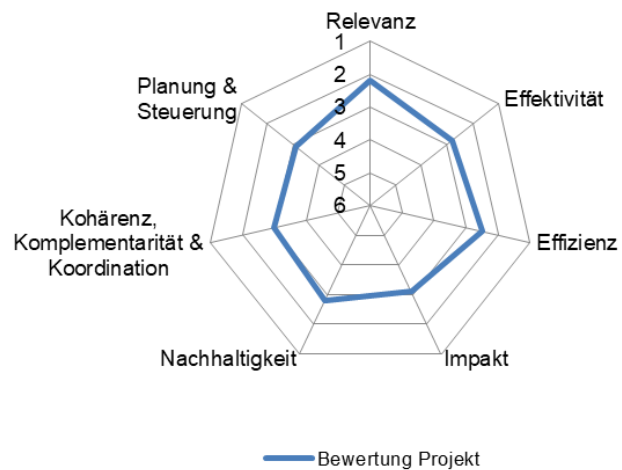 Relevanz
1
2
3
4
5
6
Effektivität
Effizienz
Impakt
Nachhaltigkeit
Kohärenz,
Komplementarität &
Koordination
Planung &
Steuerung
Bewertung Projekt